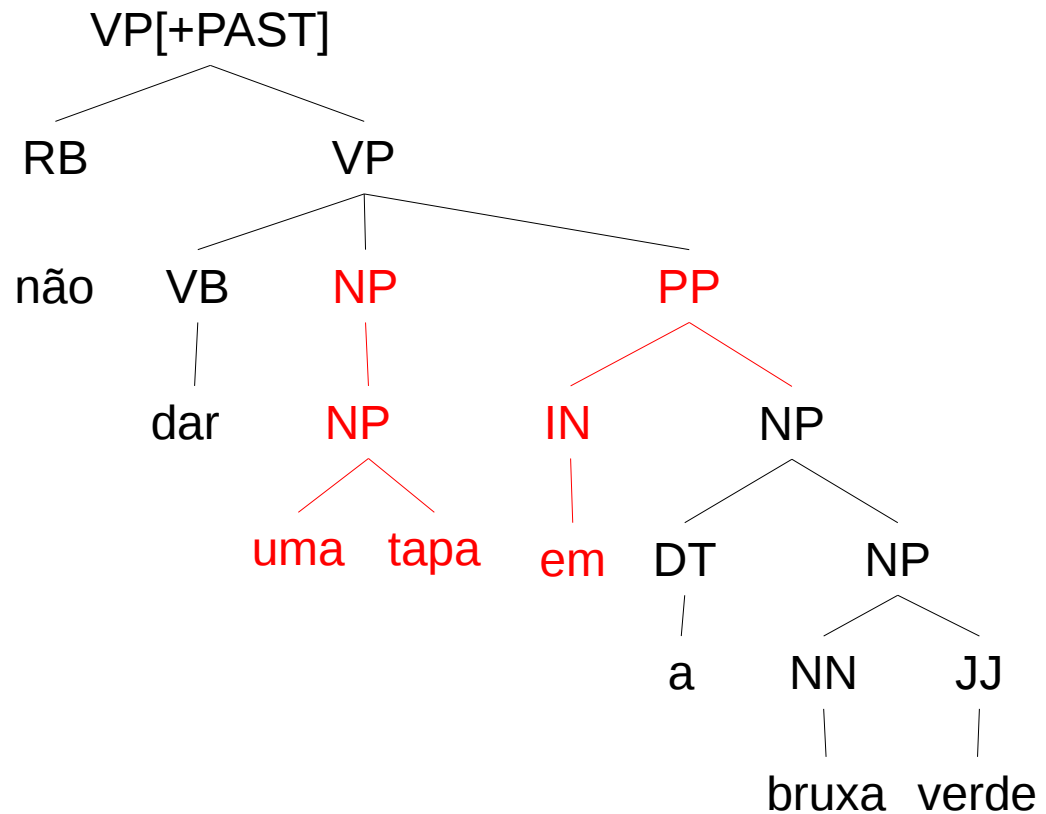 VP[+PAST]
RB VP
não VB NP PP
dar NP IN NP
uma tapa em DT NP
a NN JJ
bruxa verde